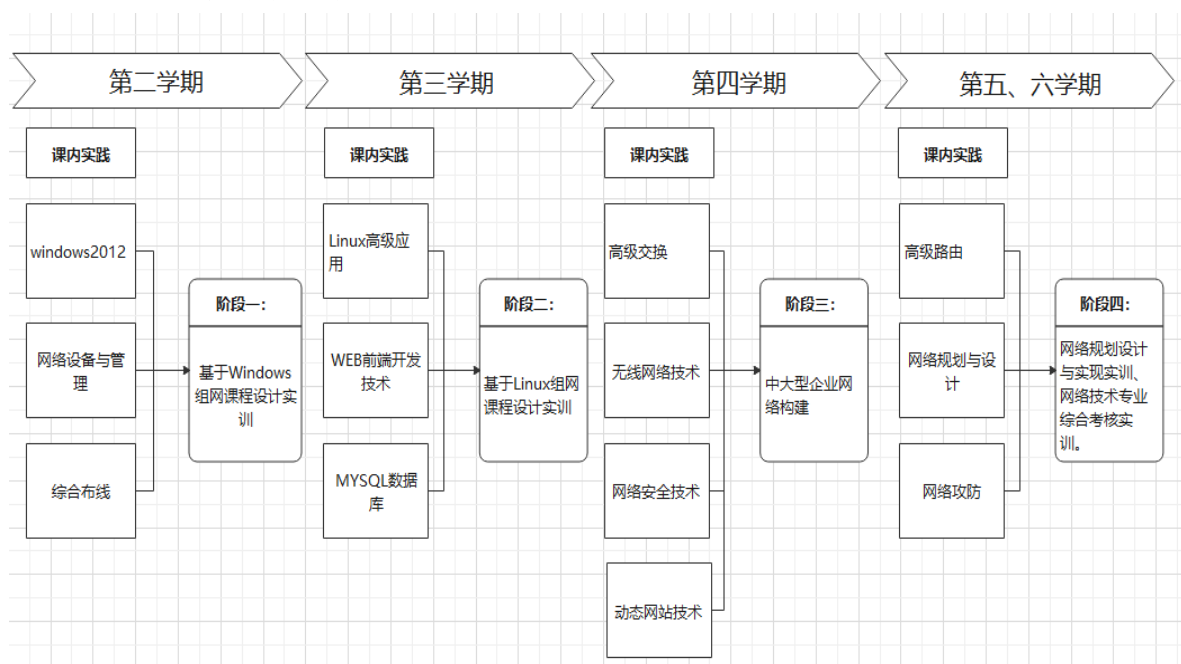 第二学期
第三学期
第四学期
第五、六学期
课内实践
课内实践
课内实践
课内实践
windows2012
网络设备与管
理
综合布线
阶段一：
基于Windows
组网课程设计实
训
Linux高级应
用
WEB前端开发
技术
MYSQL数据
库
阶段二：
基于Linux组网
课程设计实训
高级交换
无线网络技术
网络安全技术
动态网站技术
阶段三：
中大型企业网
络构建
高级路由
网络规划与设
计
网络攻防
阶段四：
网络规划设计
与实现实训、
网络技术专业
综合考核实
训。